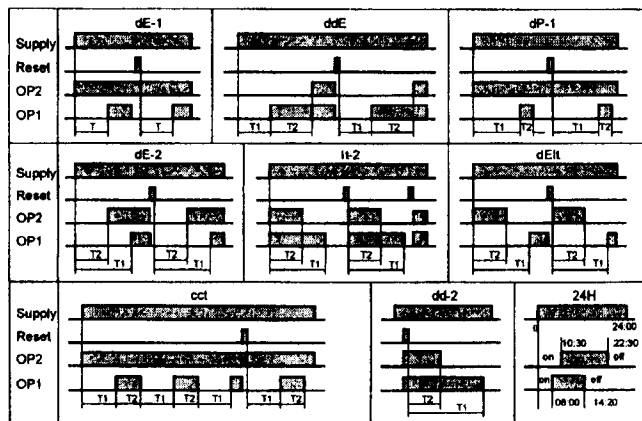 dE-1 ddE dP-1
Supply
Reset
OP2
OP1
T T T1 T2 T1 T2 T1 T2 T1 T2
dE-2 It-2 dEIt
Supply
Reset
OP2
OP1
T2 T2 T2 T2 T2 T2
T1 T1 T1 T1 T1 T1
cct dd-2 24H
Supply
Reset 0 24:00
10:30 22:30
OP2 on off
OP1 on off
T1 T2 T1 T2 T1 T1 T2 T2 08:00 14:20
T1